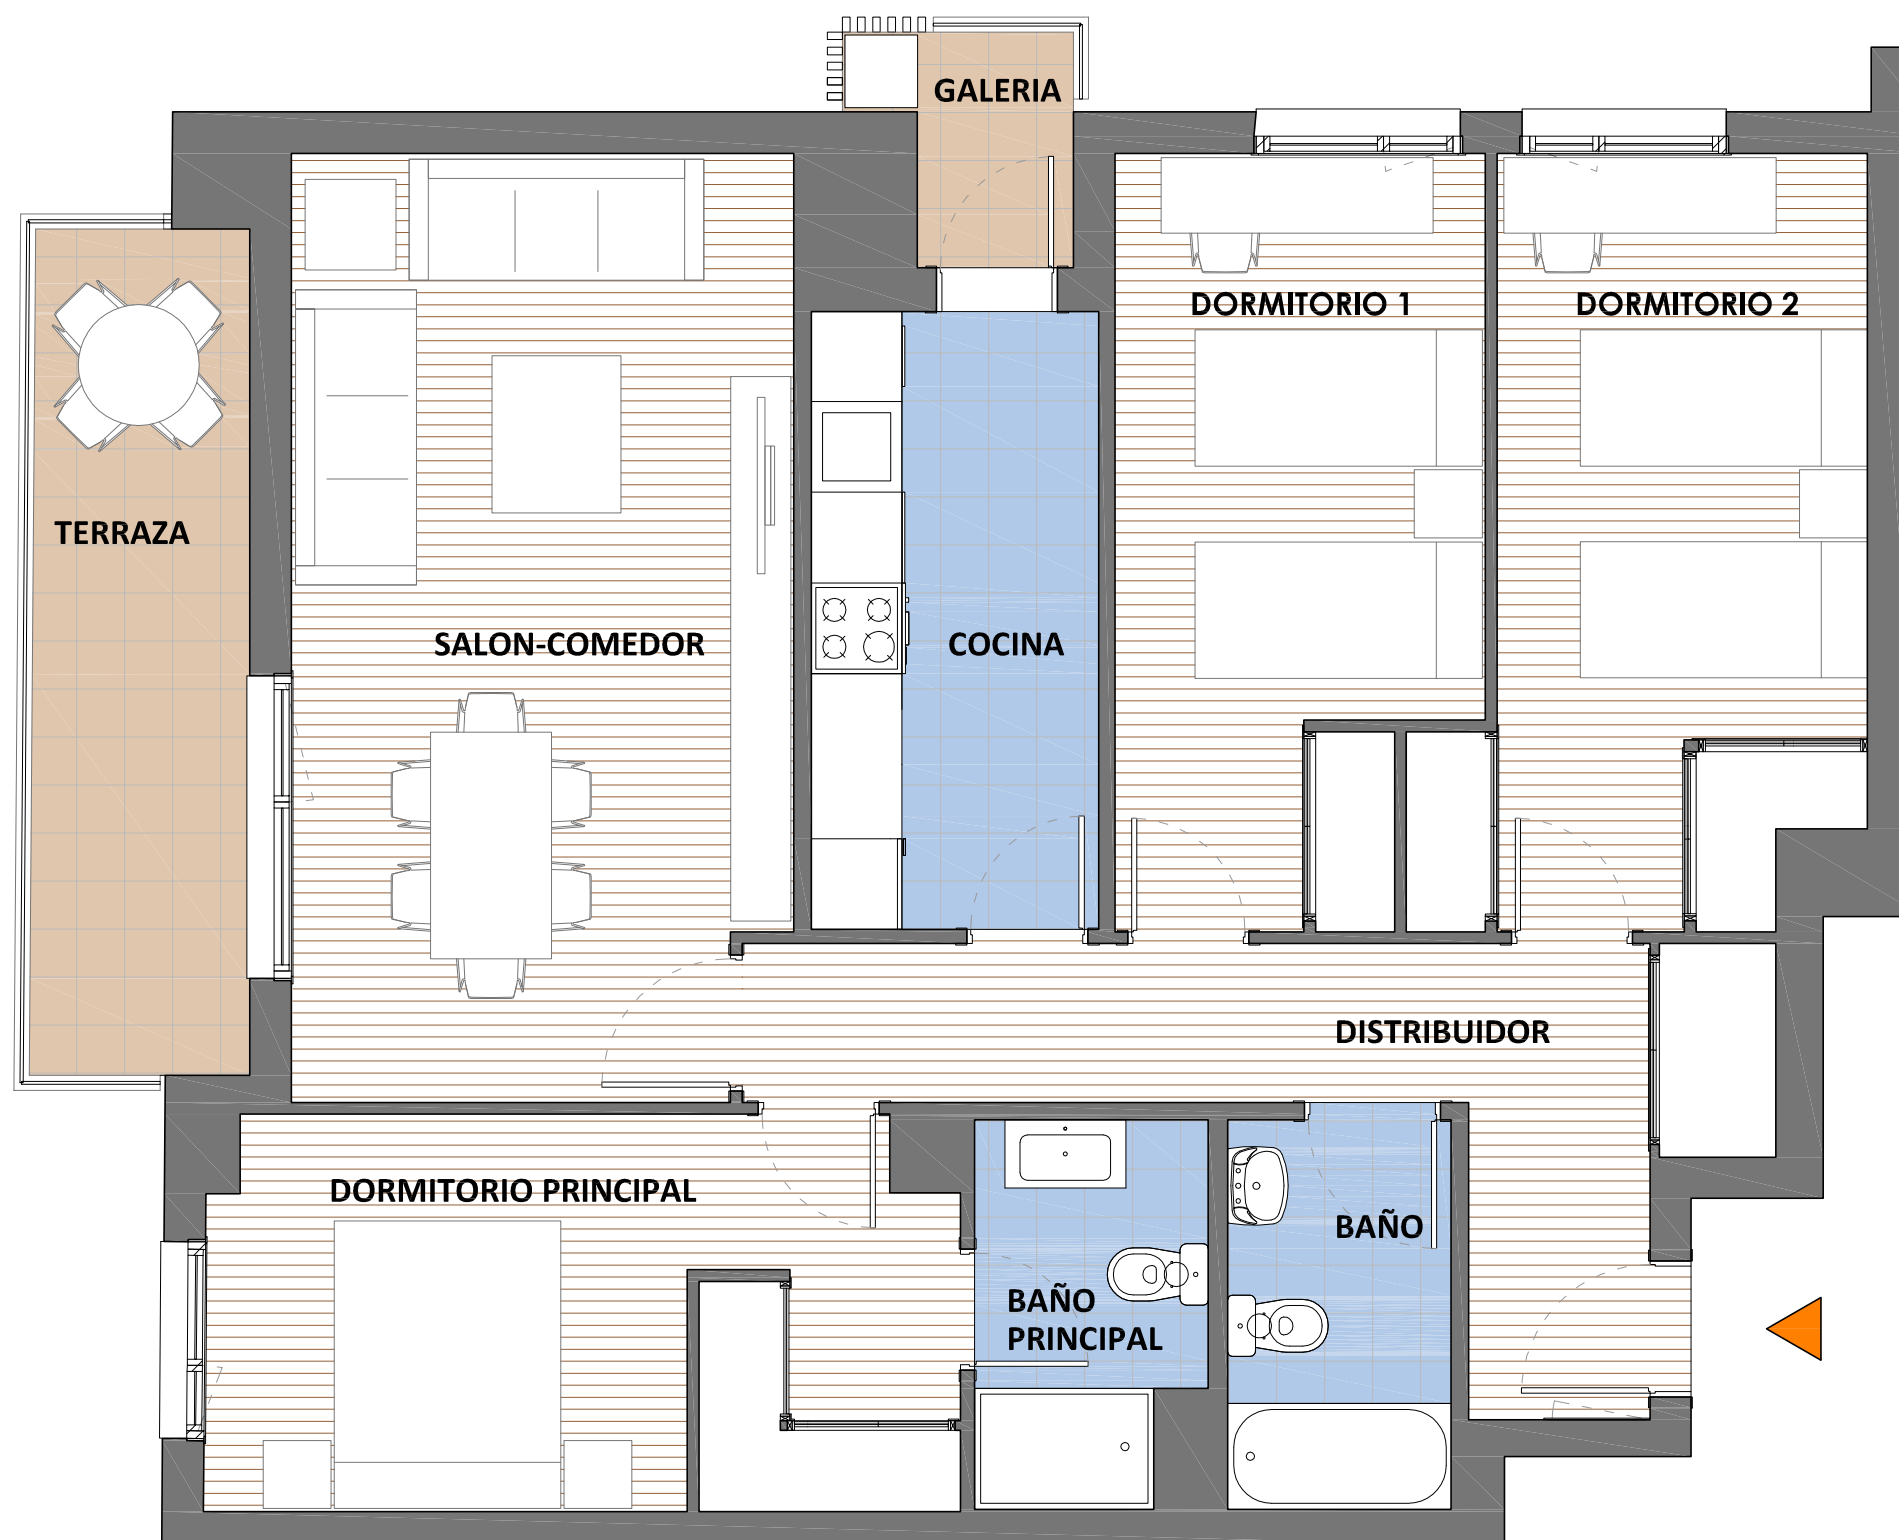 GALERIA
DORMITORIO 1
DORMITORIO 2
TERRAZA
SALON-COMEDOR
COCINA
DISTRIBUIDOR
DORMITORIO PRINCIPAL
BAÑO
BAÑO
PRINCIPAL